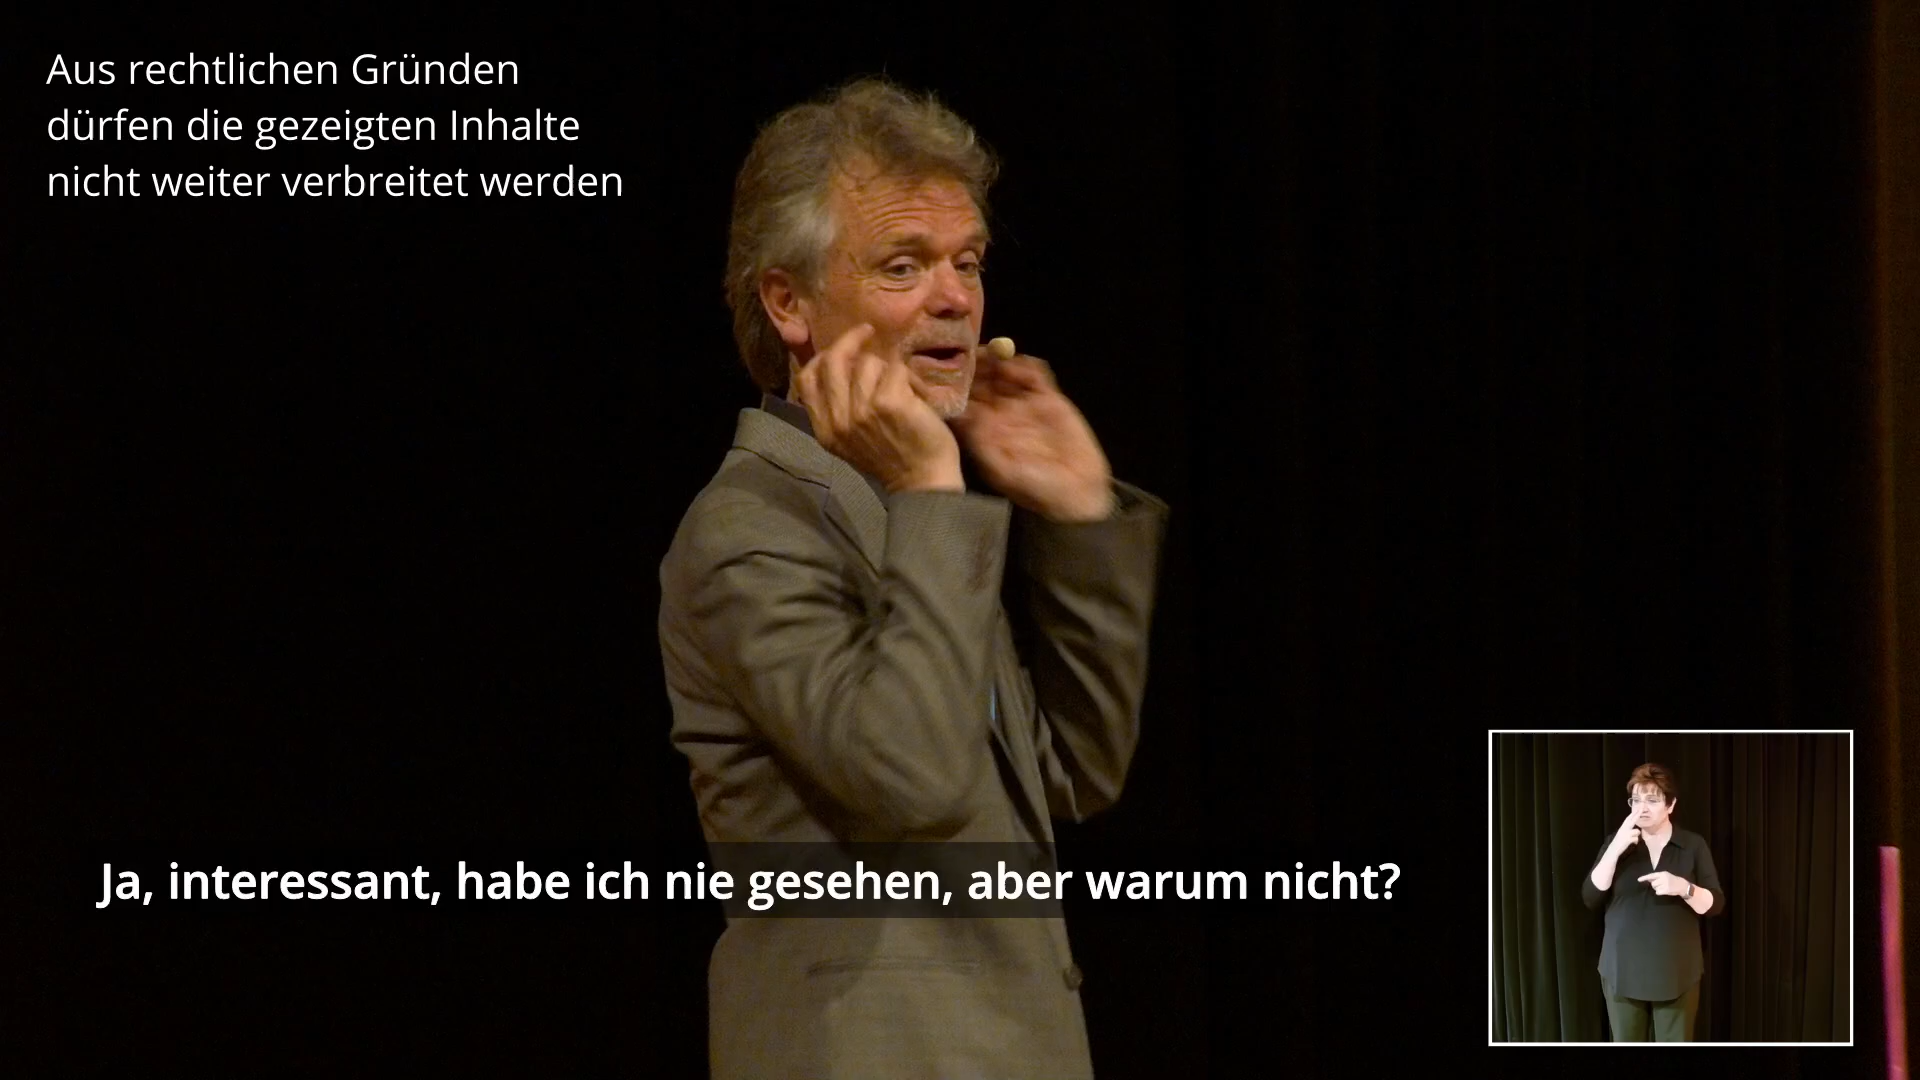 Aus rechtlichen Gründen
dürfen die gezeigten Inhalte
nicht weiter verbreitet werden
Ja, interessant, habe ich nie gesehen, aber warum nicht?